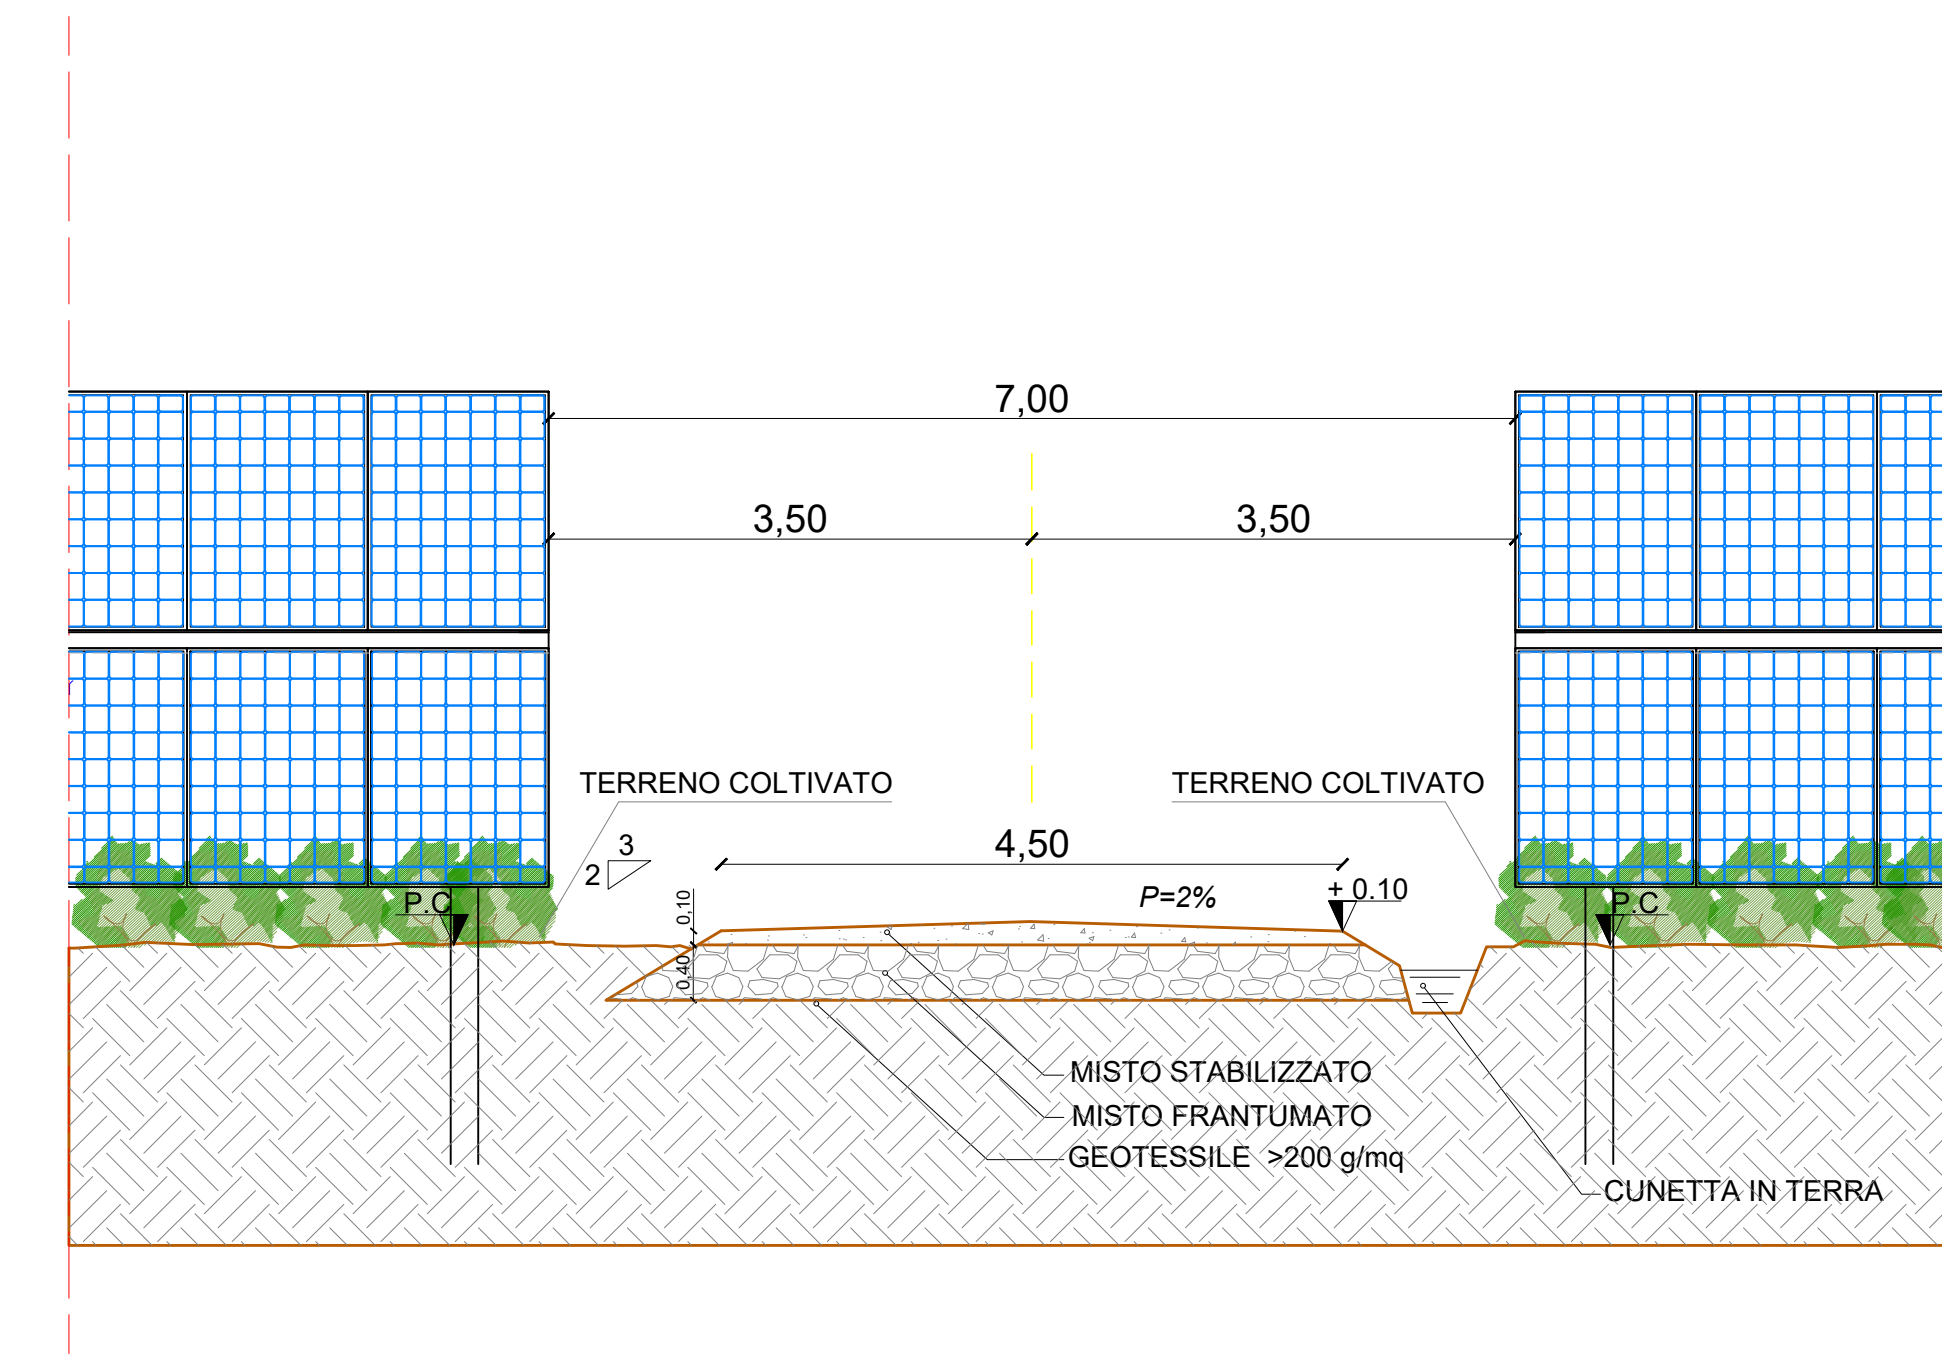 7,00
3,50
3,50
TERRENO COLTIVATO
TERRENO COLTIVATO
4,50
3
2
P=2%
+ 0.10
0,10
P.C
P.C
0,40
MISTO STABILIZZATO
MISTO FRANTUMATO
GEOTESSILE >200 g/mq
CUNETTA IN TERRA